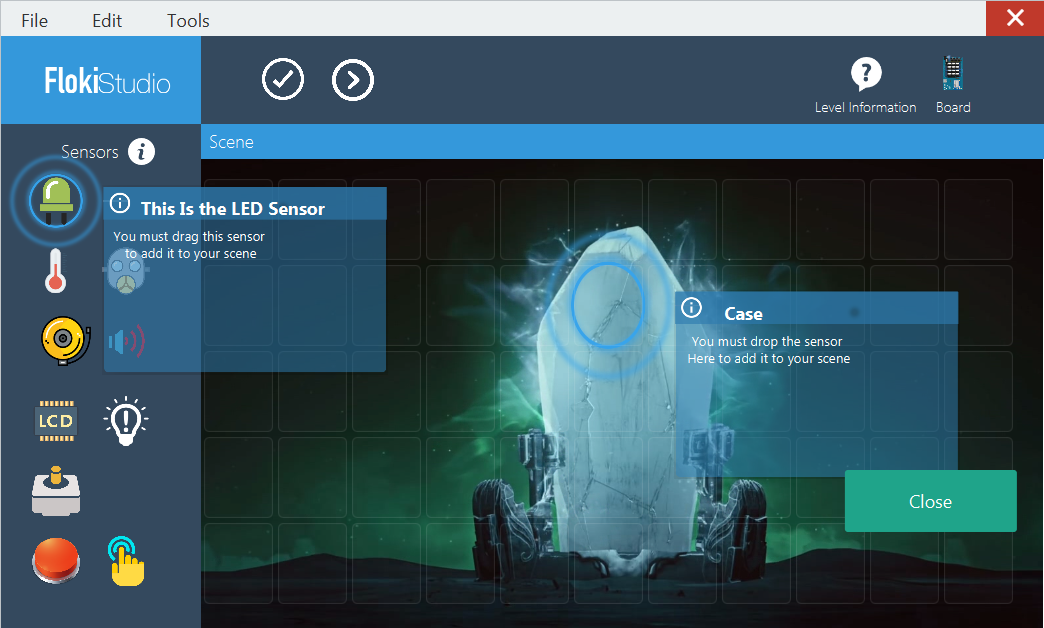 File Edit Tools
FlokiStudio
?
Level Information Board
Sensors i
Scene
This Is the LED Sensor
You must drag this sensor
to add it to your scene
Case
You must drop the sensor
Here to add it to your scene
LCD
Close